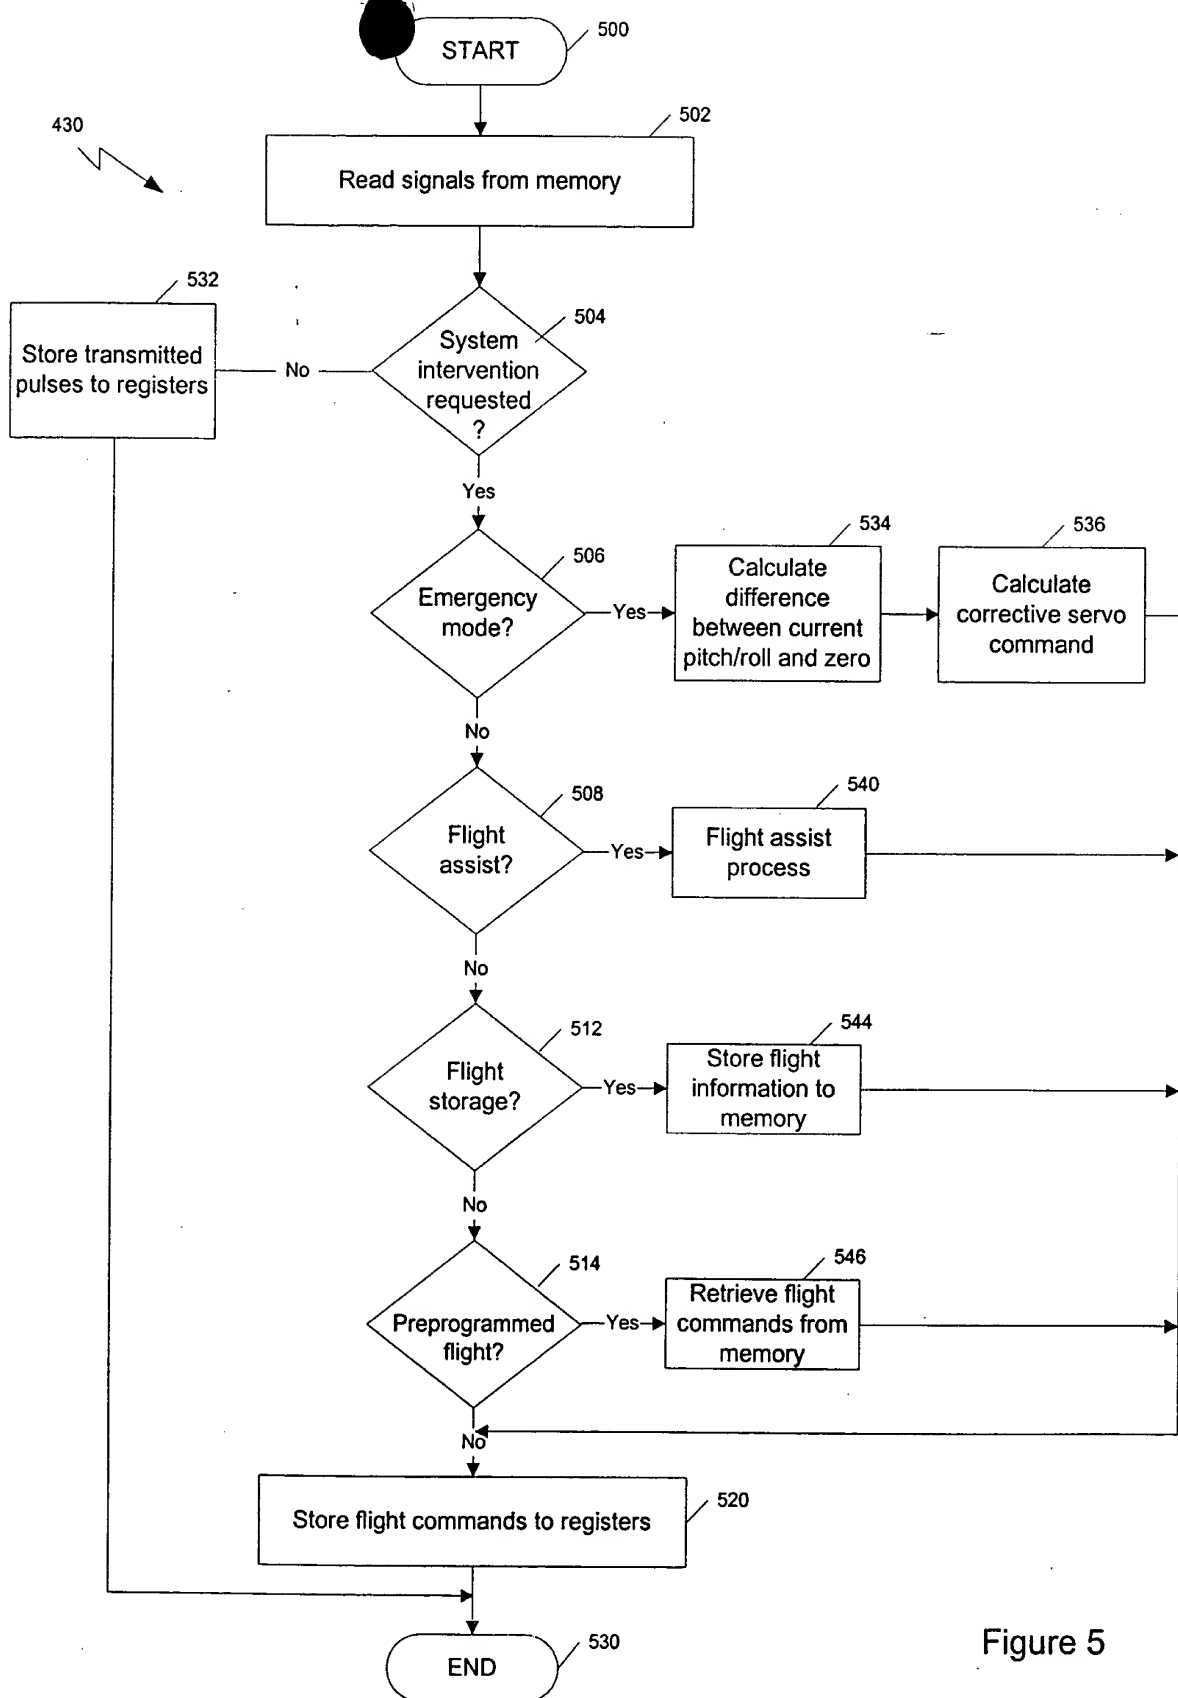 START
500
502
430
Read signals from memory
532
504
System
intervention
requested
?
Store transmitted
pulses to registers
No
Yes
534
536
506
Emergency
mode?
Yes
Calculate
difference
between current
pitch/roll and zero
Calculate
corrective servo
command
No
508
540
Flight
assist?
Yes
Flight assist
process
No
512
544
Flight
storage?
Yes
Store flight
information to
memory
No
514
546
Preprogrammed
flight?
Yes
Retrieve flight
commands from
memory
No
520
Store flight commands to registers
530
END
Figure 5